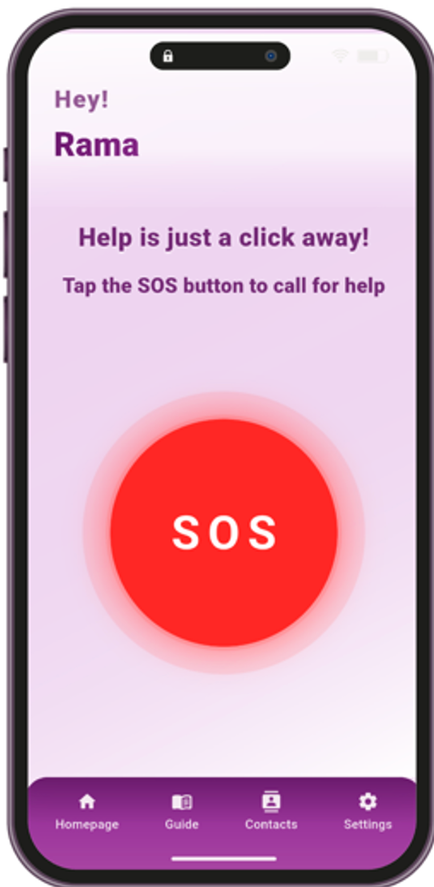 Hey!
Rama
Help is just a click away!
Tap the SOS button to call for help
SOS
Homepage Guide Contacts Settings